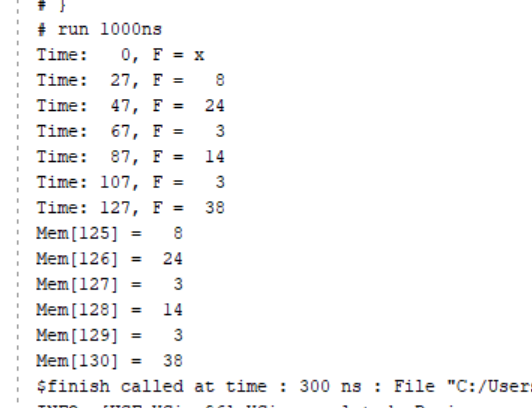 # }
# run 1000ns
Time:   0, F = x
Time:  27, F =   8
Time:  47, F =  24
Time:  67, F =   3
Time:  87, F =  14
Time: 107, F =   3
Time: 127, F =  38
Mem[125] =   8
Mem[126] =  24
Mem[127] =   3
Mem[128] =  14
Mem[129] =   3
Mem[130] =  38
$finish called at time : 300 ns : File "C:/Users